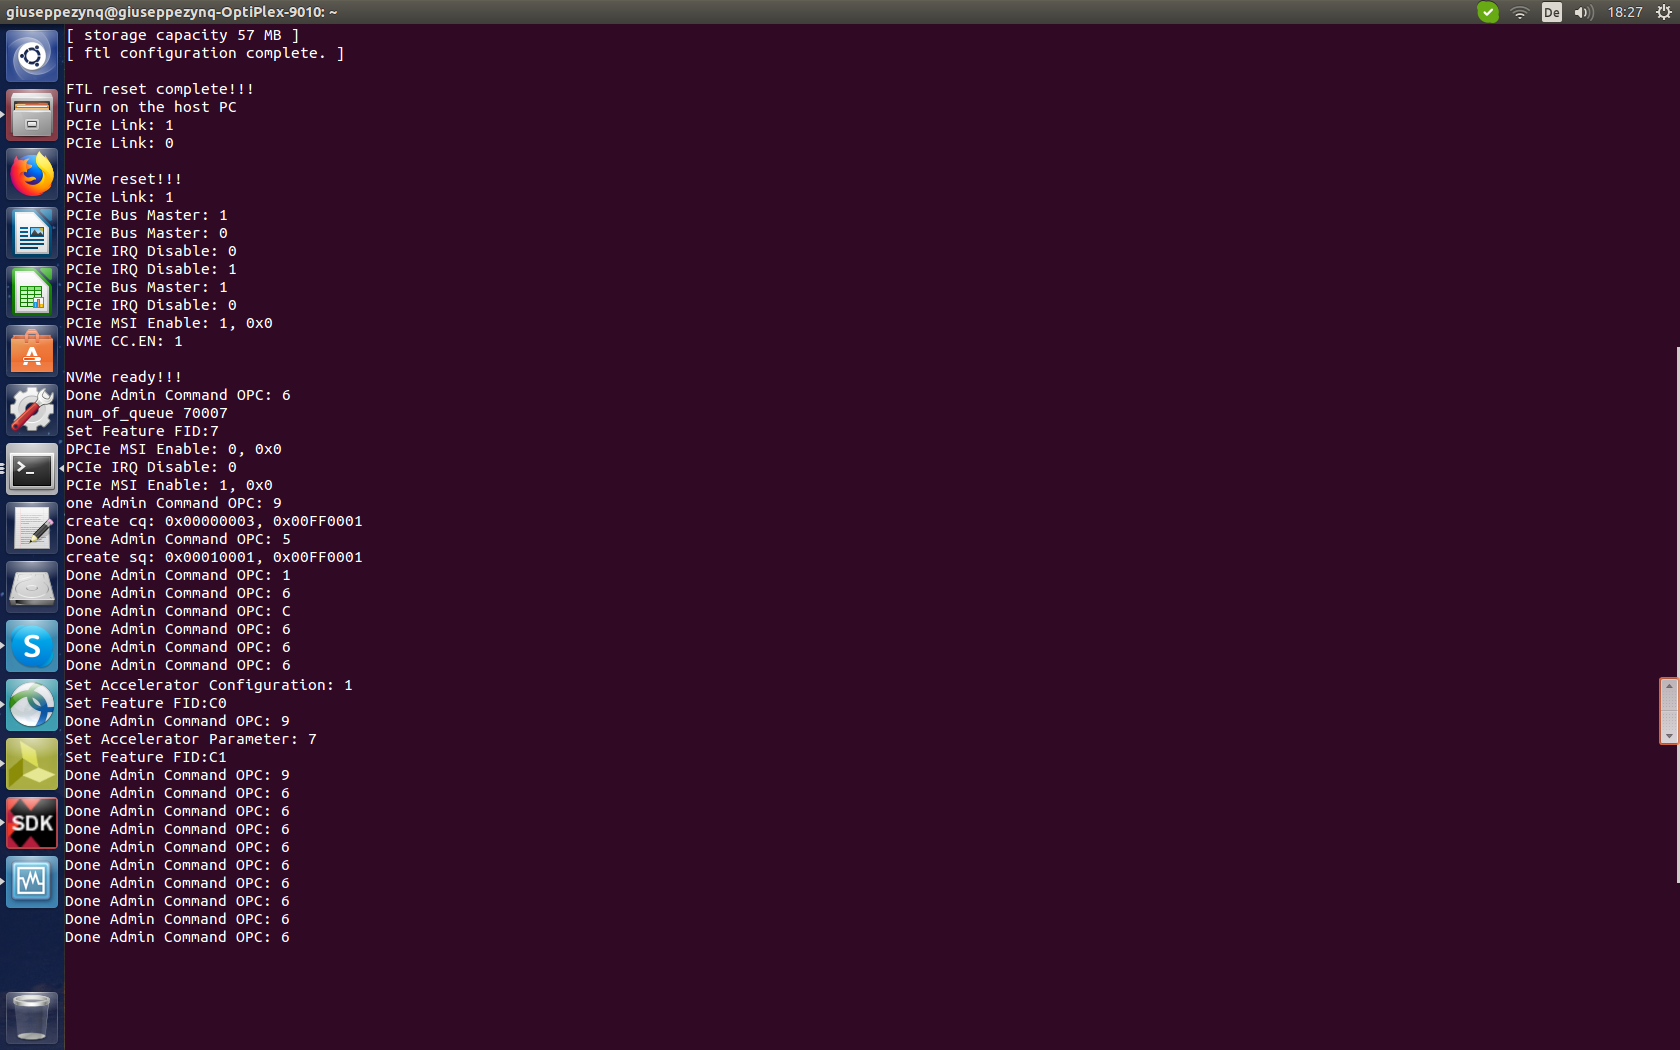 giuseppezynq@giuseppezynq-OptiPlex-9010: ~
De
18:27
[ storage capacity 57 MB ]
[ ftl configuration complete. ]
FTL reset complete!!!
Turn on the host PC
PCIe Link: 1
PCIe Link: 0
NVMe reset!!!
PCIe Link: 1
PCIe Bus Master: 1
PCIe Bus Master: 0
PCIe IRQ Disable: 0
PCIe IRQ Disable: 1
PCIe Bus Master: 1
PCIe IRQ Disable: 0
PCIe MSI Enable: 1, 0x0
NVME CC.EN: 1
NVMe ready!!!
Done Admin Command OPC: 6
num_of_queue 70007
Set Feature FID:7
DPCIe MSI Enable: 0, 0x0
PCIe IRQ Disable: 0
PCIe MSI Enable: 1, 0x0
one Admin Command OPC: 9
create cq: 0x00000003, 0x00FF0001
Done Admin Command OPC: 5
create sq: 0x00010001, 0x00FF0001
Done Admin Command OPC: 1
Done Admin Command OPC: 6
Done Admin Command OPC: C
Done Admin Command OPC: 6
Done Admin Command OPC: 6
Done Admin Command OPC: 6
Set Accelerator Configuration: 1
Set Feature FID:C0
Done Admin Command OPC: 9
Set Accelerator Parameter: 7
Set Feature FID:C1
Done Admin Command OPC: 9
Done Admin Command OPC: 6
Done Admin Command OPC: 6
Done Admin Command OPC: 6
Done Admin Command OPC: 6
Done Admin Command OPC: 6
Done Admin Command OPC: 6
Done Admin Command OPC: 6
Done Admin Command OPC: 6
Done Admin Command OPC: 6
SDK